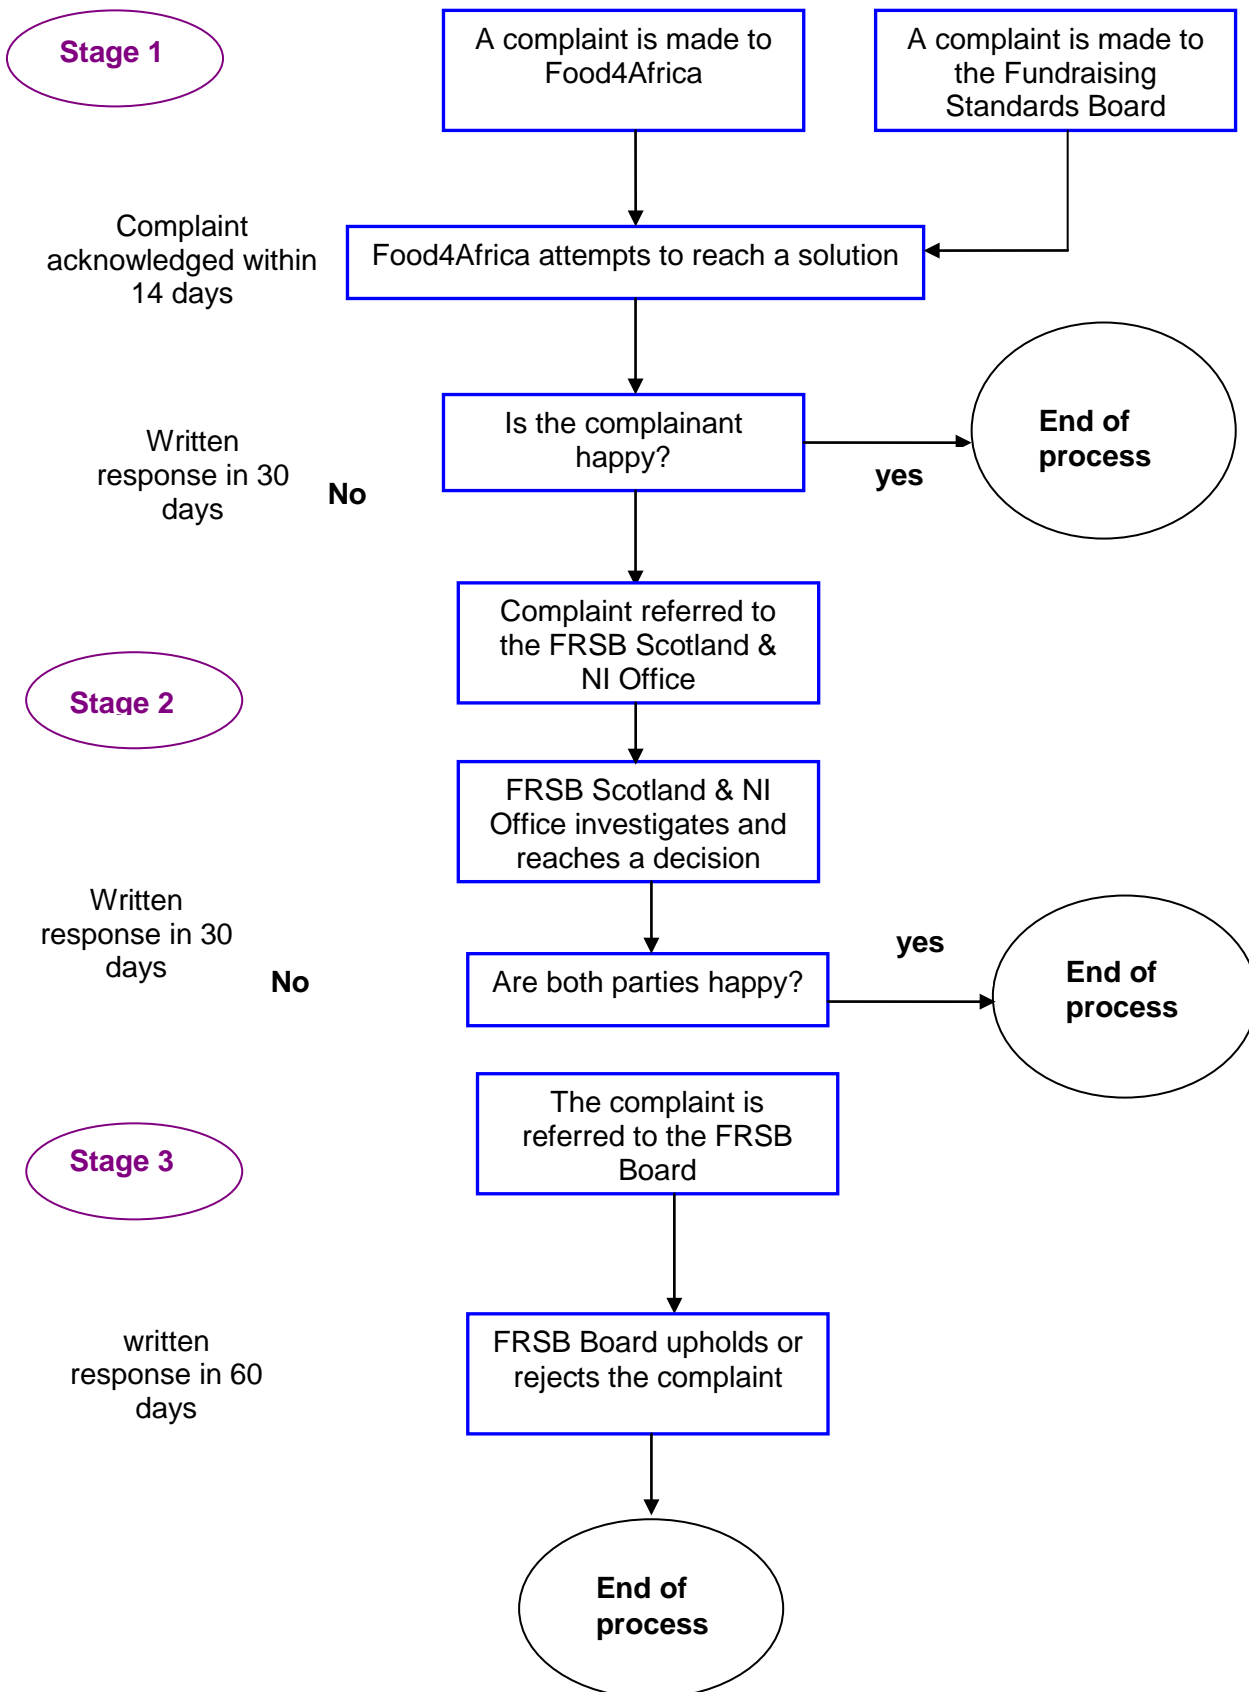 Stage 1
A complaint is made to
Food4Africa
A complaint is made to
the Fundraising
Standards Board
Complaint
acknowledged within
14 days
Food4Africa attempts to reach a solution
Written
response in 30
days
No
Is the complainant
happy?
yes
End of
process
Complaint referred to
the FRSB Scotland &
NI Office
Stage 2
FRSB Scotland & NI
Office investigates and
reaches a decision
Written
response in 30
days
No
Are both parties happy?
yes
End of
process
The complaint is
referred to the FRSB
Board
Stage 3
written
response in 60
days
FRSB Board upholds or
rejects the complaint
End of
process